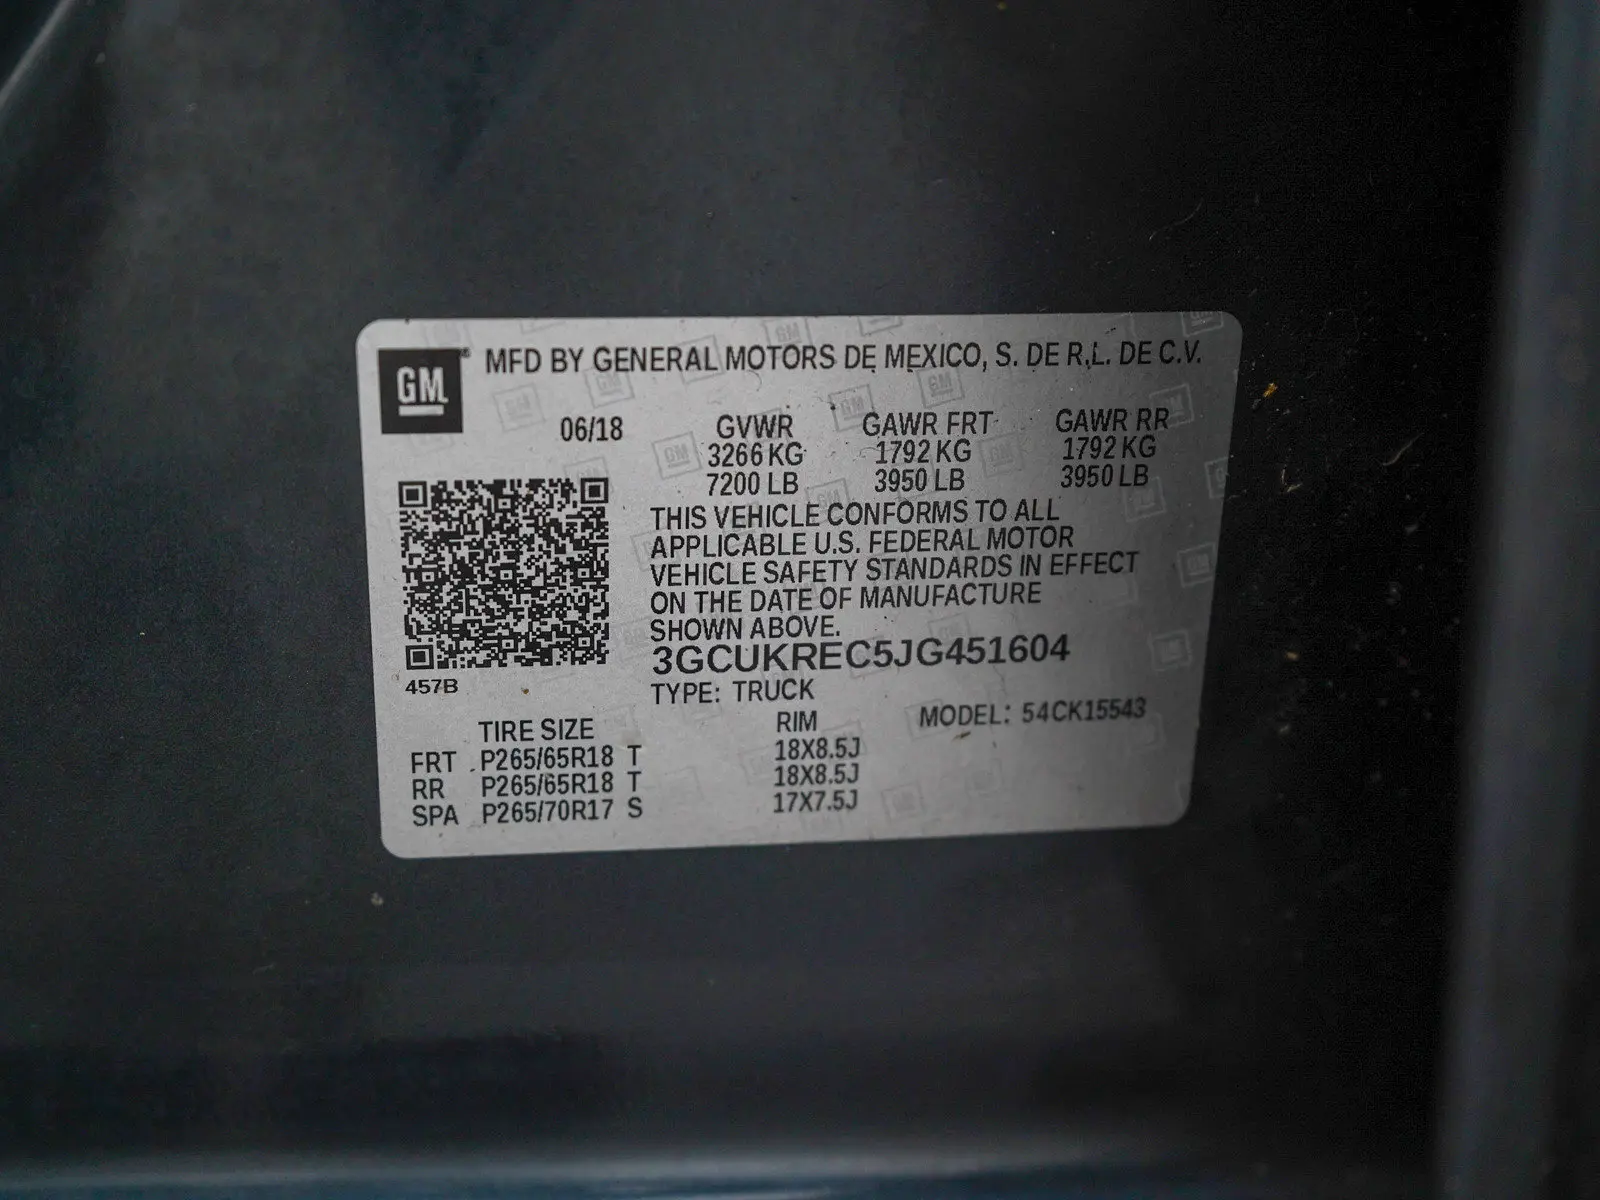 GM
MFD BY GENERAL MOTORS DE MEXICO, S. DE R.L. DE C.V.
06/18 GVWR GAWR FRT GAWR RR
3266 KG 1792 KG 1792 KG
7200 LB 3950 LB 3950 LB
THIS VEHICLE CONFORMS TO ALL
APPLICABLE U.S. FEDERAL MOTOR
VEHICLE SAFETY STANDARDS IN EFFECT
ON THE DATE OF MANUFACTURE
SHOWN ABOVE.
3GCUKREC5JG451604
457B
TYPE: TRUCK
TIRE SIZE RIM MODEL: 54CK15543
FRT P265/65R18 T 18X8.5J
RR P265/65R18 T 18X8.5J
SPA P265/70R17 S 17X7.5J